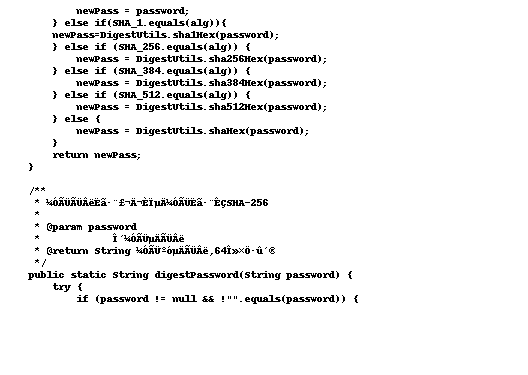 newPass = password;
} else if(SHA_1.equals(alg)){
newPass=DigestUtils.sha1Hex(password);
} else if (SHA_256.equals(alg)) {
newPass = DigestUtils.sha256Hex(password);
} else if (SHA_384.equals(alg)) {
newPass = DigestUtils.sha384Hex(password);
} else if (SHA_512.equals(alg)) {
newPass = DigestUtils.sha512Hex(password);
} else {
newPass = DigestUtils.shaHex(password);
}
return newPass;
}
/**
* ¼ÓÃÜÃÜÂëËã·¨£¬Ä¬ÈÏµÄ¼ÓÃÜËã·¨ÊÇSHA-256
*
* @param password
* Î´¼ÓÃÜµÄÃÜÂë
* @return String ¼ÓÃÜºóµÄÃÜÂë,64Î»×Ö·û´®
*/
public static String digestPassword(String password) {
try {
if (password != null && !"".equals(password)) {